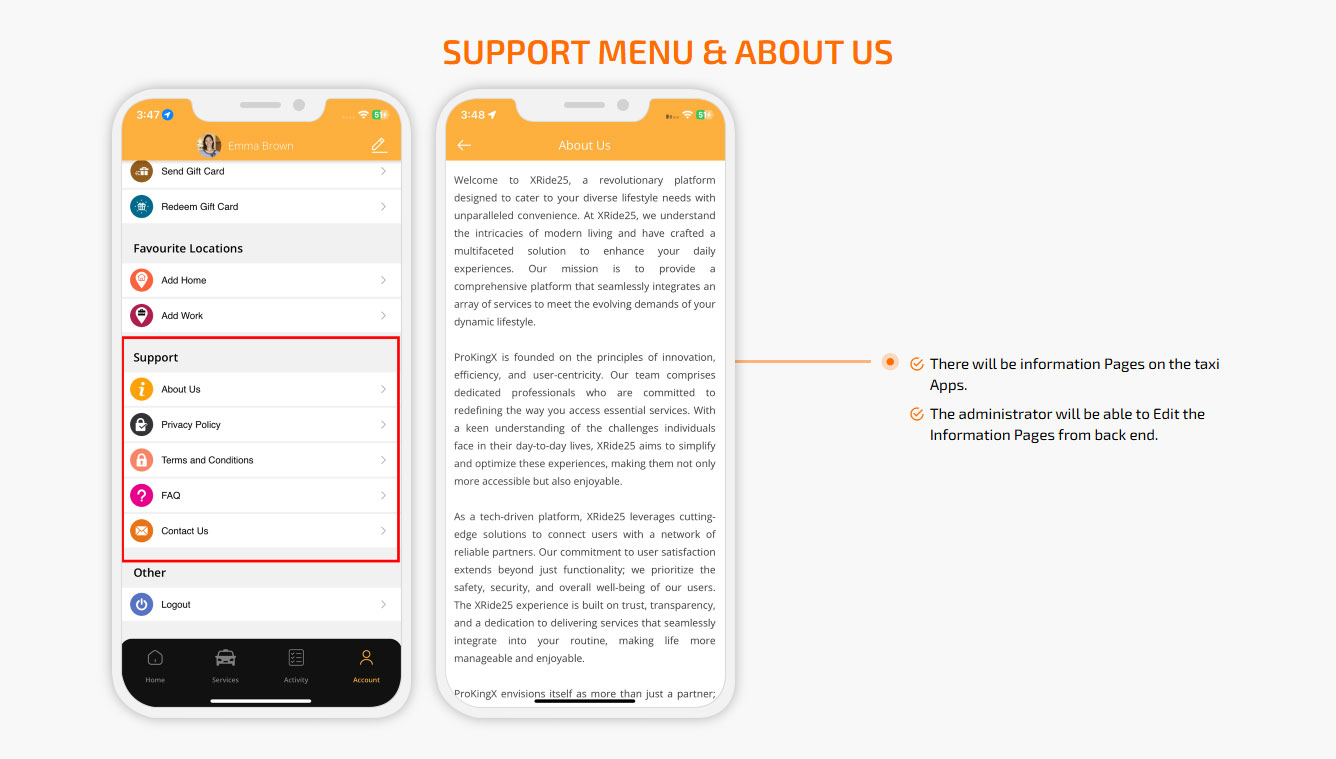 SUPPORT MENU & ABOUT US
3:47
51
Emma Brown
Send Gift Card
Redeem Gift Card
Favourite Locations
Add Home
Add Work
Support
About Us
Privacy Policy
Terms and Conditions
FAQ
Contact Us
Other
Logout
Home
Services
Activity
Account
3:48
51
About Us
Welcome to XRide25, a revolutionary platform
designed to cater to your diverse lifestyle needs with
unparalleled convenience. At XRide25, we understand
the intricacies of modern living and have crafted a
multifaceted solution to enhance your daily
experiences. Our mission is to provide a
comprehensive platform that seamlessly integrates an
array of services to meet the evolving demands of your
dynamic lifestyle.
ProKingX is founded on the principles of innovation,
efficiency, and user-centricity. Our team comprises
dedicated professionals who are committed to
redefining the way you access essential services. With
a keen understanding of the challenges individuals
face in their day-to-day lives, XRide25 aims to simplify
and optimize these experiences, making them not only
more accessible but also enjoyable.
As a tech-driven platform, XRide25 leverages cutting-
edge solutions to connect users with a network of
reliable partners. Our commitment to user satisfaction
extends beyond just functionality; we prioritize the
safety, security, and overall well-being of our users.
The XRide25 experience is built on trust, transparency,
and a dedication to delivering services that seamlessly
integrate into your routine, making life more
manageable and enjoyable.
ProKingX envisions itself as more than just a partner;
There will be information Pages on the taxi
Apps.
The administrator will be able to Edit the
Information Pages from back end.